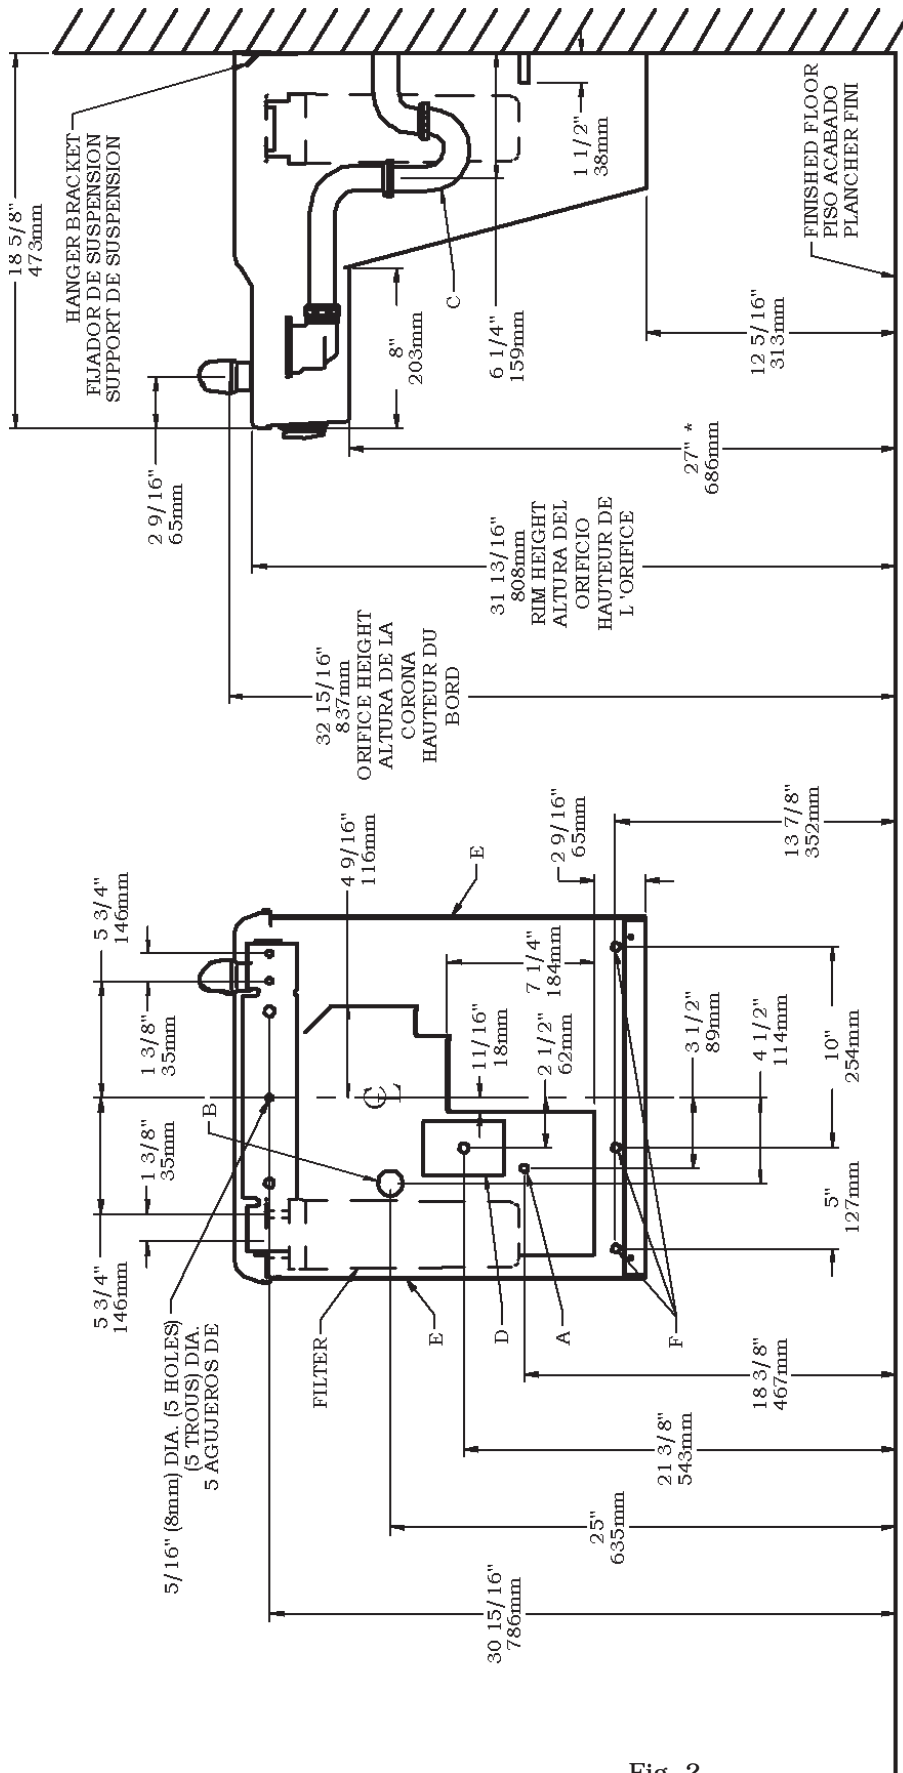 18 5/8"
473mm
HANGER BRACKET
FIJADOR DE SUSPENSION
SUPPORT DE SUSPENSION
2 9/16"
65mm
1 1/2"
38mm
C
8"
203mm
6 1/4"
159mm
FINISHED FLOOR
PISO ACABADO
PLANCHER FINI
12 5/16"
313mm
27" *
686mm
31 13/16"
808mm
RIM HEIGHT
ALTURA DEL
ORIFICIO
HAUTEUR DE
L 'ORIFICE
32 15/16"
837mm
ORIFICE HEIGHT
ALTURA DE LA
CORONA
HAUTEUR DU
BORD
5 3/4"
146mm
1 3/8"
35mm
4 9/16"
116mm
E
2 9/16"
65mm
13 7/8"
352mm
7 1/4"
184mm
11/16"
18mm
2 1/2"
62mm
3 1/2"
89mm
4 1/2"
114mm
10"
254mm
CL
B
1 3/8"
35mm
5 3/4"
146mm
5"
127mm
5/16" (8mm) DIA. (5 HOLES)
(5 TROUS) DIA.
5 AGUJEROS DE
FILTER
E
D
A
F
18 3/8"
467mm
21 3/8"
543mm
25"
635mm
30 15/16"
786mm
Fig. 2